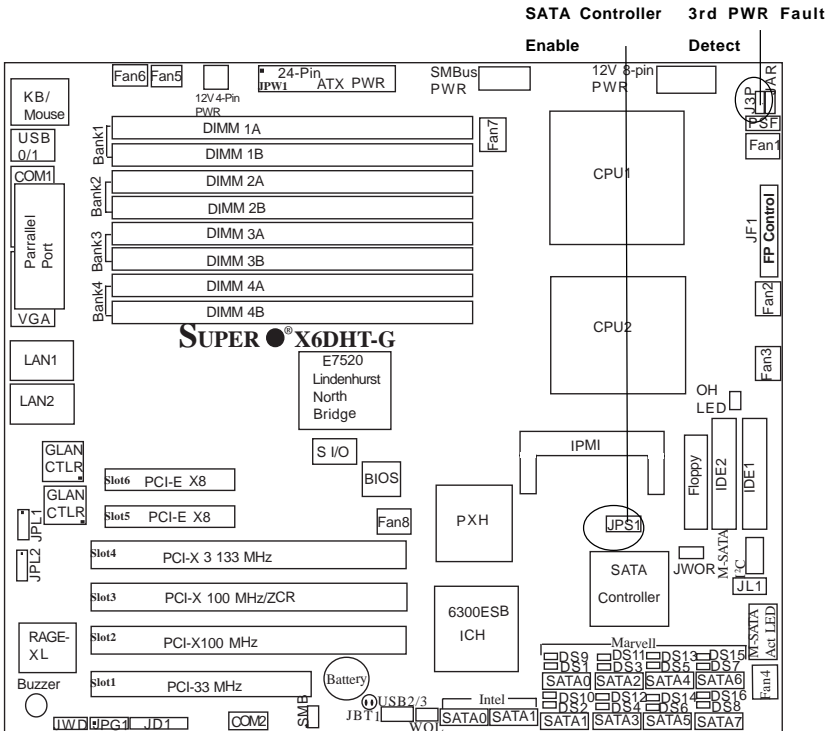 SATA Controller Enable
3rd PWR Fault Detect
Fam6 Fan5
24-Pin ATX PWR
JPW1
12V 4-Pin PWR
SMBus PWR
12V 8-pin PWR
J3P
JAR
PSF
Fan1
KB/ Mouse
USB 0/1
COM1
Parrallel Port
VGA
Bank1
DIMM 1A
DIMM 1B
Bank2
DIMM 2A
DIMM 2B
Bank3
DIMM 3A
DIMM 3B
Bank4
DIMM 4A
DIMM 4B
Fan7
CPU1
JF1
FP Control
Fan2
CPU2
Fan3
SUPER ●® X6DHT-G
LAN1
LAN2
E7520 Lindenhurst North Bridge
OH LED
GLAN CTLR
S I/O
IPMI
Floppy
IDE2
IDE1
Slot6 PCI-E X8
BIOS
GLAN CTLR
JPL1
Slot5 PCI-E X8
Fan8
PXH
JPS1
JPL2
Slot4 PCI-X 3 133 MHz
SATA Controller
JWOR
M-SATA
I²C
JL1
Slot3 PCI-X 100 MHz/ZCR
6300ESB ICH
RAGE-XL
Slot2 PCI-X100 MHz
M-SATA Act LED
Marvell
DS9 DS11 DS13 DS15
DS1 DS3 DS5 DS7
SATA0 SATA2 SATA4 SATA6
Fan4
Buzzer
Slot1 PCI-33 MHz
Battery
DS10 DS12 DS14 DS16
DS2 DS4 DS6 DS8
SATA1 SATA3 SATA5 SATA7
USB2/3
Intel
SATA0 SATA1
JWD JPG1 JD1
COM2
SMB
JBT1
WOL